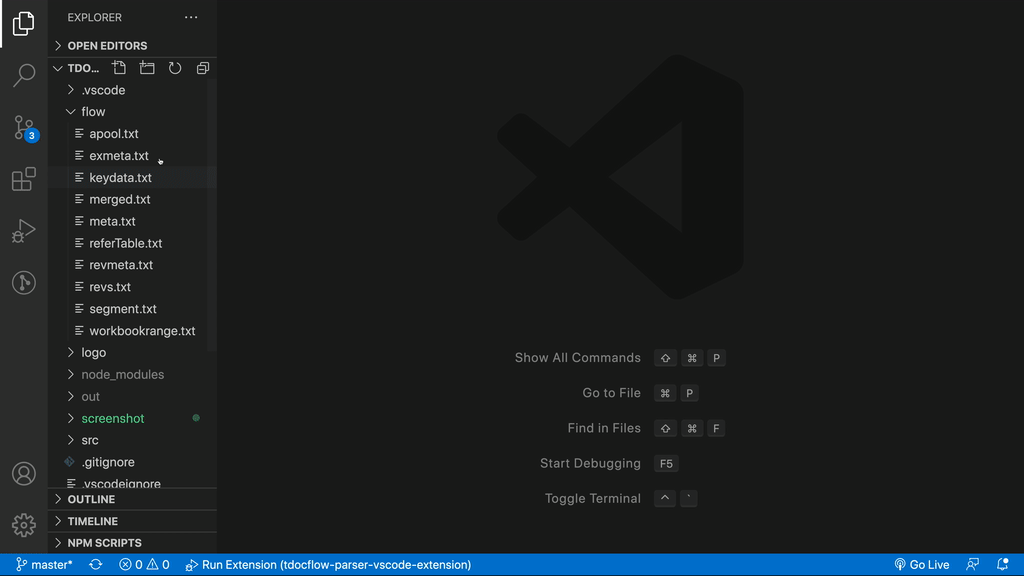 EXPLORER
OPEN EDITORS
TDO...
.vscode
flow
apool.txt
exmeta.txt
keydata.txt
merged.txt
meta.txt
referTable.txt
revmeta.txt
revs.txt
segment.txt
workbookrange.txt
logo
node_modules
out
screenshot
src
.gitignore
.vscodeignore
OUTLINE
TIMELINE
NPM SCRIPTS
3
Show All Commands ⇧ ⌘ P
Go to File ⌘ P
Find in Files ⇧ ⌘ F
Start Debugging F5
Toggle Terminal ^ `
master* 0 0 Run Extension (tdocflow-parser-vscode-extension) Go Live